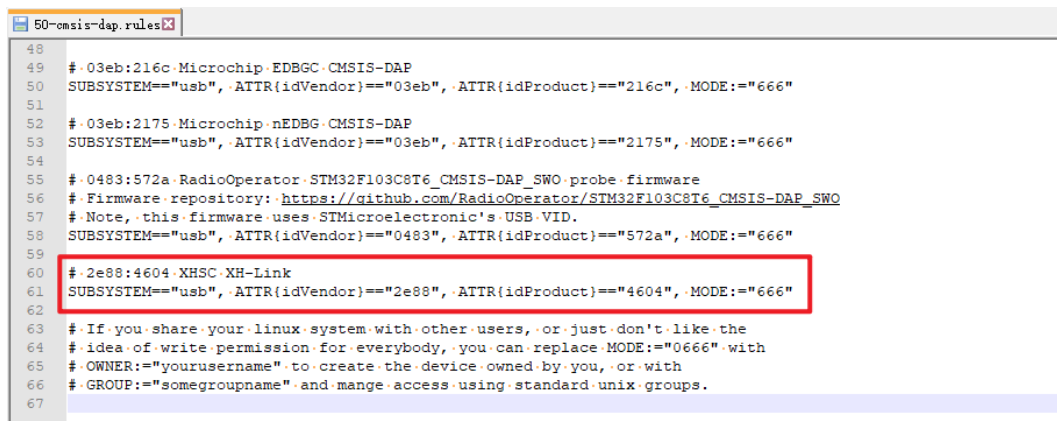 50-cmsis-dap.rules
48
49 # 03eb:216c Microchip EDBGC CMSIS-DAP
50 SUBSYSTEM=="usb", ATTR{idVendor}=="03eb", ATTR{idProduct}=="216c", MODE:="666"
51
52 # 03eb:2175 Microchip nEDBG CMSIS-DAP
53 SUBSYSTEM=="usb", ATTR{idVendor}=="03eb", ATTR{idProduct}=="2175", MODE:="666"
54
55 # 0483:572a RadioOperator STM32F103C8T6_CMSIS-DAP_SWO probe firmware
56 # Firmware repository: https://github.com/RadioOperator/STM32F103C8T6_CMSIS-DAP_SWO
57 # Note, this firmware uses STMicroelectronic's USB VID.
58 SUBSYSTEM=="usb", ATTR{idVendor}=="0483", ATTR{idProduct}=="572a", MODE:="666"
59
60 # 2e88:4604 XHSC XH-Link
61 SUBSYSTEM=="usb", ATTR{idVendor}=="2e88", ATTR{idProduct}=="4604", MODE:="666"
62
63 # If you share your linux system with other users, or just don't like the
64 # idea of write permission for everybody, you can replace MODE:="0666" with
65 # OWNER:="yourusername" to create the device owned by you, or with
66 # GROUP:="somegroupname" and mange access using standard unix groups.
67